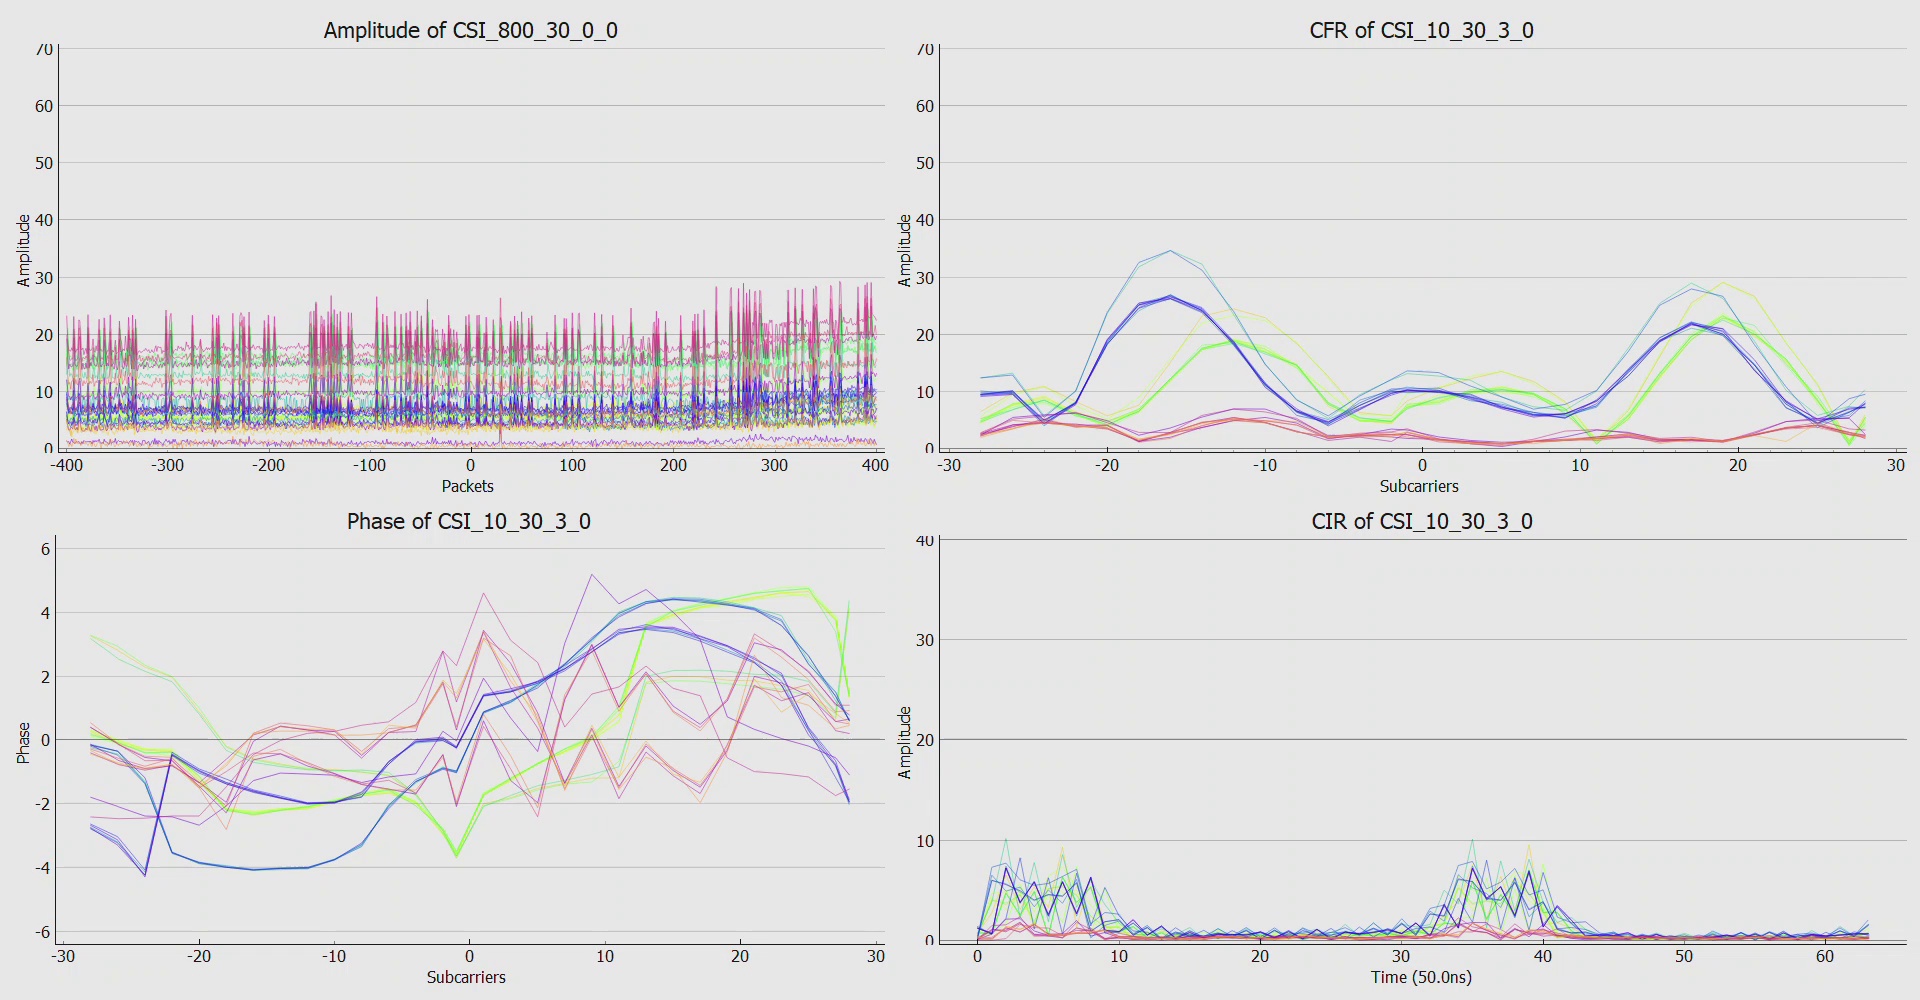 Amplitude of CSI_800_30_0_0
70
60
50
40
30
20
10
0
Amplitude
-400 -300 -200 -100 0 100 200 300 400
Packets
CFR of CSI_10_30_3_0
70
60
50
40
30
20
10
0
Amplitude
-30 -20 -10 0 10 20 30
Subcarriers
Phase of CSI_10_30_3_0
6
4
2
0
-2
-4
-6
Phase
-30 -20 -10 0 10 20 30
Subcarriers
CIR of CSI_10_30_3_0
40
30
20
10
0
Amplitude
0 10 20 30 40 50 60
Time (50.0ns)